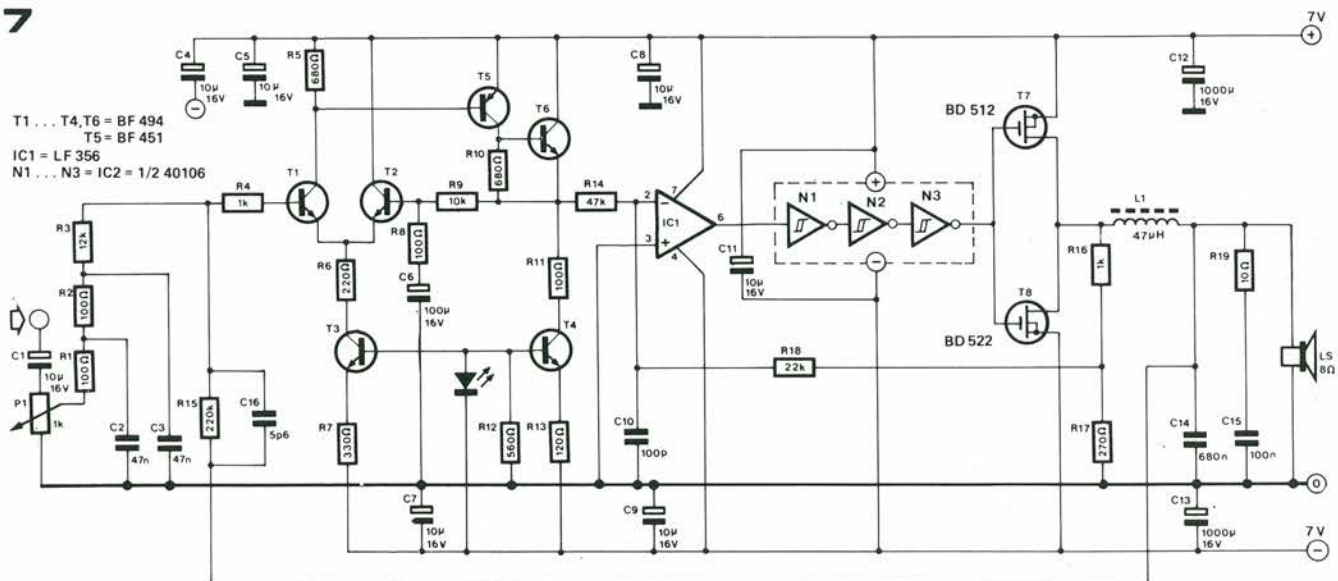 7
T1 ... T4,T6 = BF 494
T5 = BF 451
IC1 = LF 356
N1 ... N3 = IC2 = 1/2 40106
C4
10µ
16V
−
C5
10µ
16V
R5
680Ω
T5
T6
R10
680Ω
C8
10µ
16V
7V
+
C12
1000µ
16V
T7
BD 512
R4
1k
T1
T2
R9
10k
R14
47k
2
−
3
+
IC1
7
6
4
+
N1
N2
N3
−
C11
10µ
16V
L1
47µH
R16
1k
R19
10Ω
R3
12k
R2
100Ω
R1
100Ω
C1
10µ
16V
P1
1k
R15
220k
C16
5p6
C2
47n
C3
47n
R6
220Ω
R8
100Ω
C6
100µ
16V
R11
100Ω
T3
T4
R7
330Ω
R12
560Ω
R13
120Ω
C10
100p
R18
22k
T8
BD 522
R17
270Ω
C14
680n
C15
100n
LS
8Ω
0
C7
10µ
16V
C9
10µ
16V
C13
1000µ
16V
7V
−